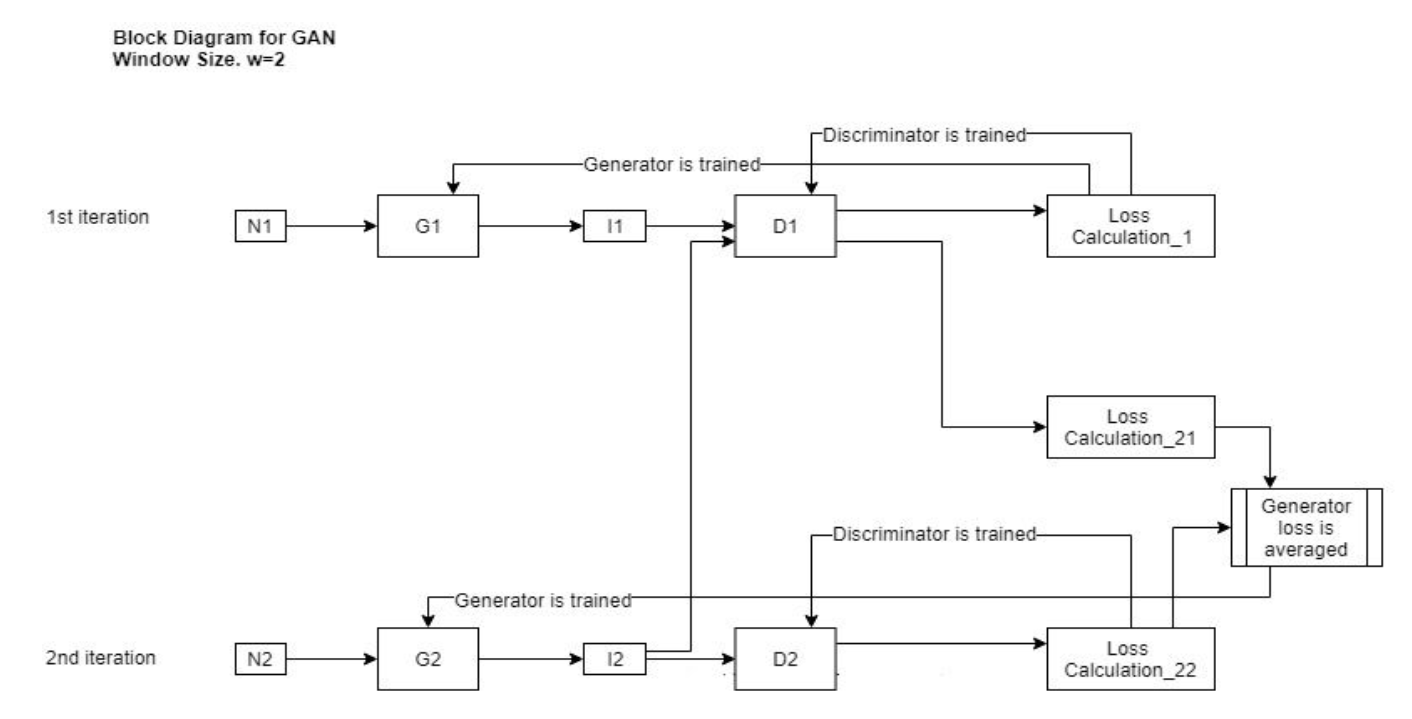 Block Diagram for GAN
Window Size. w=2
Discriminator is trained
Generator is trained
1st iteration
N1
G1
I1
D1
Loss
Calculation_1
Loss
Calculation_21
Generator
loss is
averaged
Discriminator is trained
Generator is trained
2nd iteration
N2
G2
I2
D2
Loss
Calculation_22